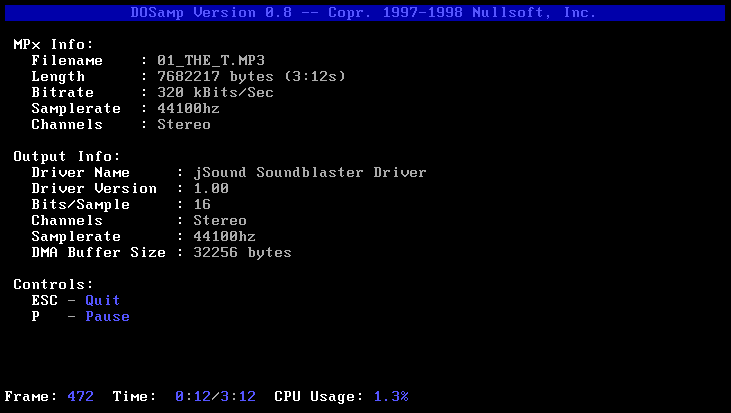 DOSamp Version 0.8 -- Copr. 1997-1998 Nullsoft, Inc.
MPx Info:
Filename : 01_THE_T.MP3
Length : 7682217 bytes (3:12s)
Bitrate : 320 kBits/Sec
Samplerate : 44100hz
Channels : Stereo
Output Info:
Driver Name : jSound Soundblaster Driver
Driver Version : 1.00
Bits/Sample : 16
Channels : Stereo
Samplerate : 44100hz
DMA Buffer Size : 32256 bytes
Controls:
ESC - Quit
P - Pause
Frame: 472 Time: 0:12/3:12 CPU Usage: 1.3%